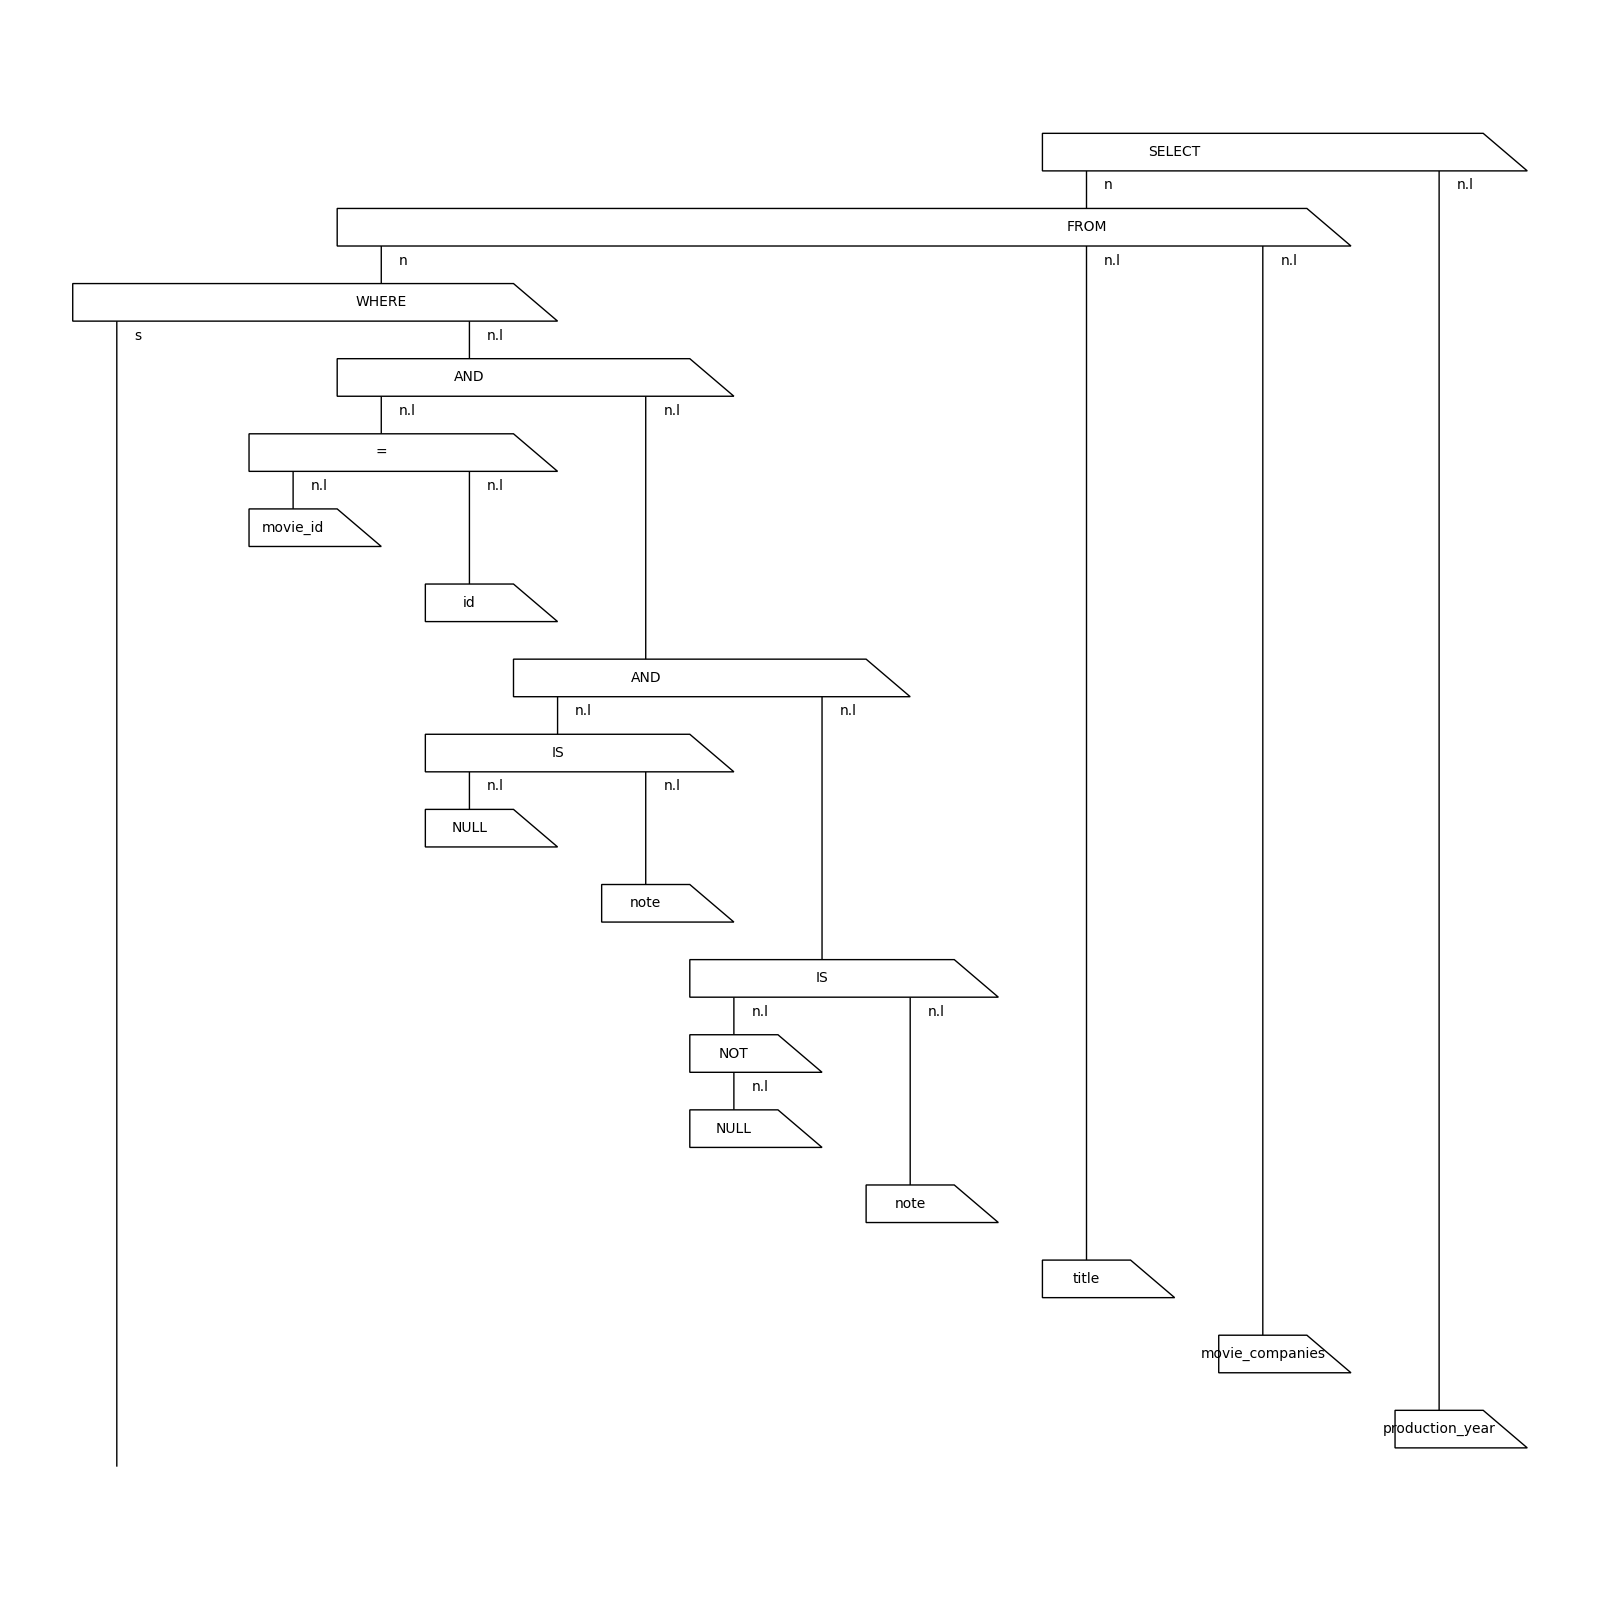 SELECT
n n.l
FROM
n n.l n.l
WHERE
s n.l
AND
n.l n.l
=
n.l n.l
movie_id
id
AND
n.l n.l
IS
n.l n.l
NULL
note
IS
n.l n.l
NOT
n.l
NULL
note
title
movie_companies
production_year